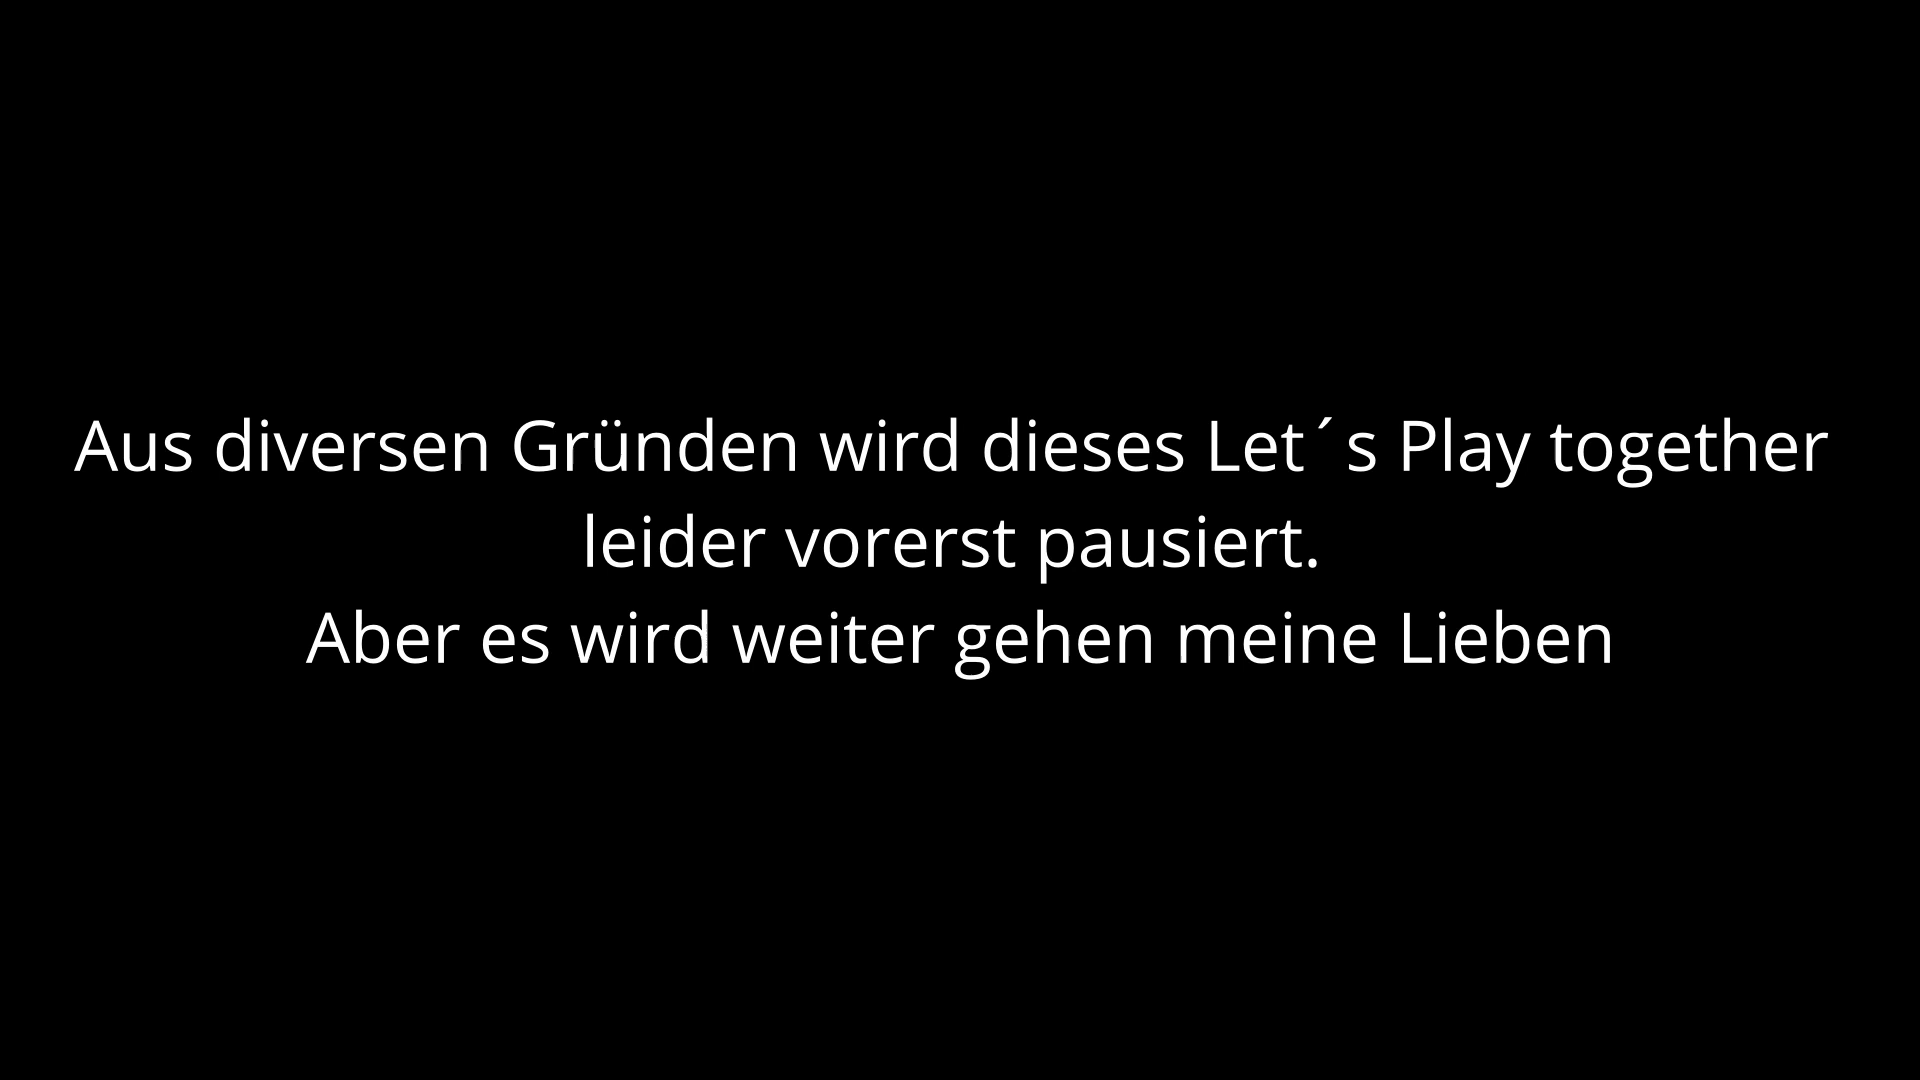 Aus diversen Gründen wird dieses Let´s Play together
leider vorerst pausiert.
Aber es wird weiter gehen meine Lieben